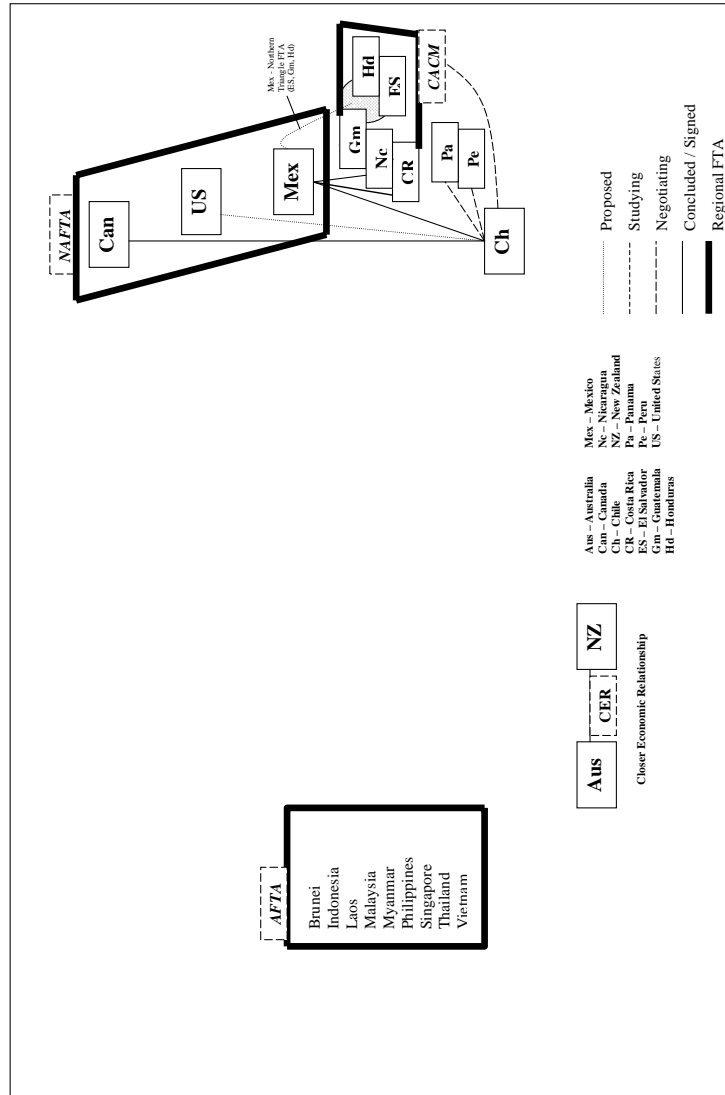 AFTA
Brunei
Indonesia
Laos
Malaysia
Myanmar
Philippines
Singapore
Thailand
Vietnam
Aus
CER
NZ
Closer Economic Relationship
NAFTA
Can
US
Mex
Mex - Northern
Triangle FTA
(ES, Gm, Hd)
Gm
Hd
Nc
ES
CR
CACM
Pa
Pe
Ch
Aus – Australia
Can – Canada
Ch – Chile
CR – Costa Rica
ES – El Salvador
Gm – Guatemala
Hd – Honduras
Mex – Mexico
Nc – Nicaragua
NZ – New Zealand
Pa – Panama
Pe – Peru
US – United States
Proposed
Studying
Negotiating
Concluded / Signed
Regional FTA